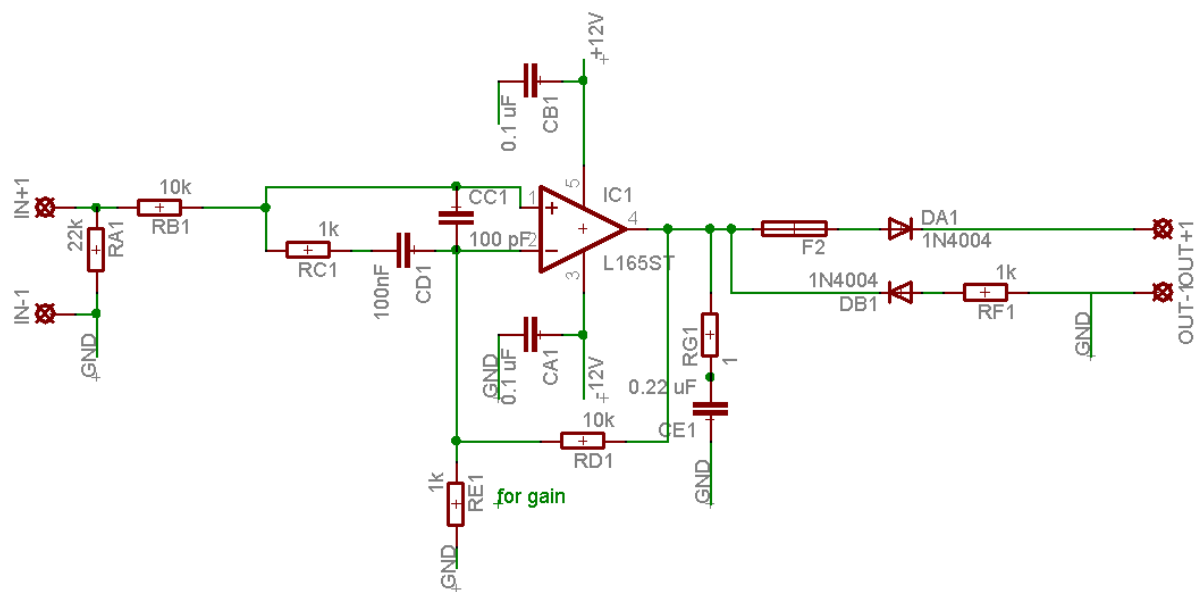 +12V
0.1 uF
CB1
IN+1
10k
RB1
22k
RA1
IN-1
GND
1k
RC1
100nF
CD1
CC1
100 pF
1
2
5
3
4
IC1
L165ST
GND
0.1 uF
CA1
-12V
F2
DA1
1N4004
1N4004
DB1
1k
RF1
OUT+1
OUT-1
GND
RG1
1
0.22 uF
CE1
GND
10k
RD1
1k
RE1
for gain
GND